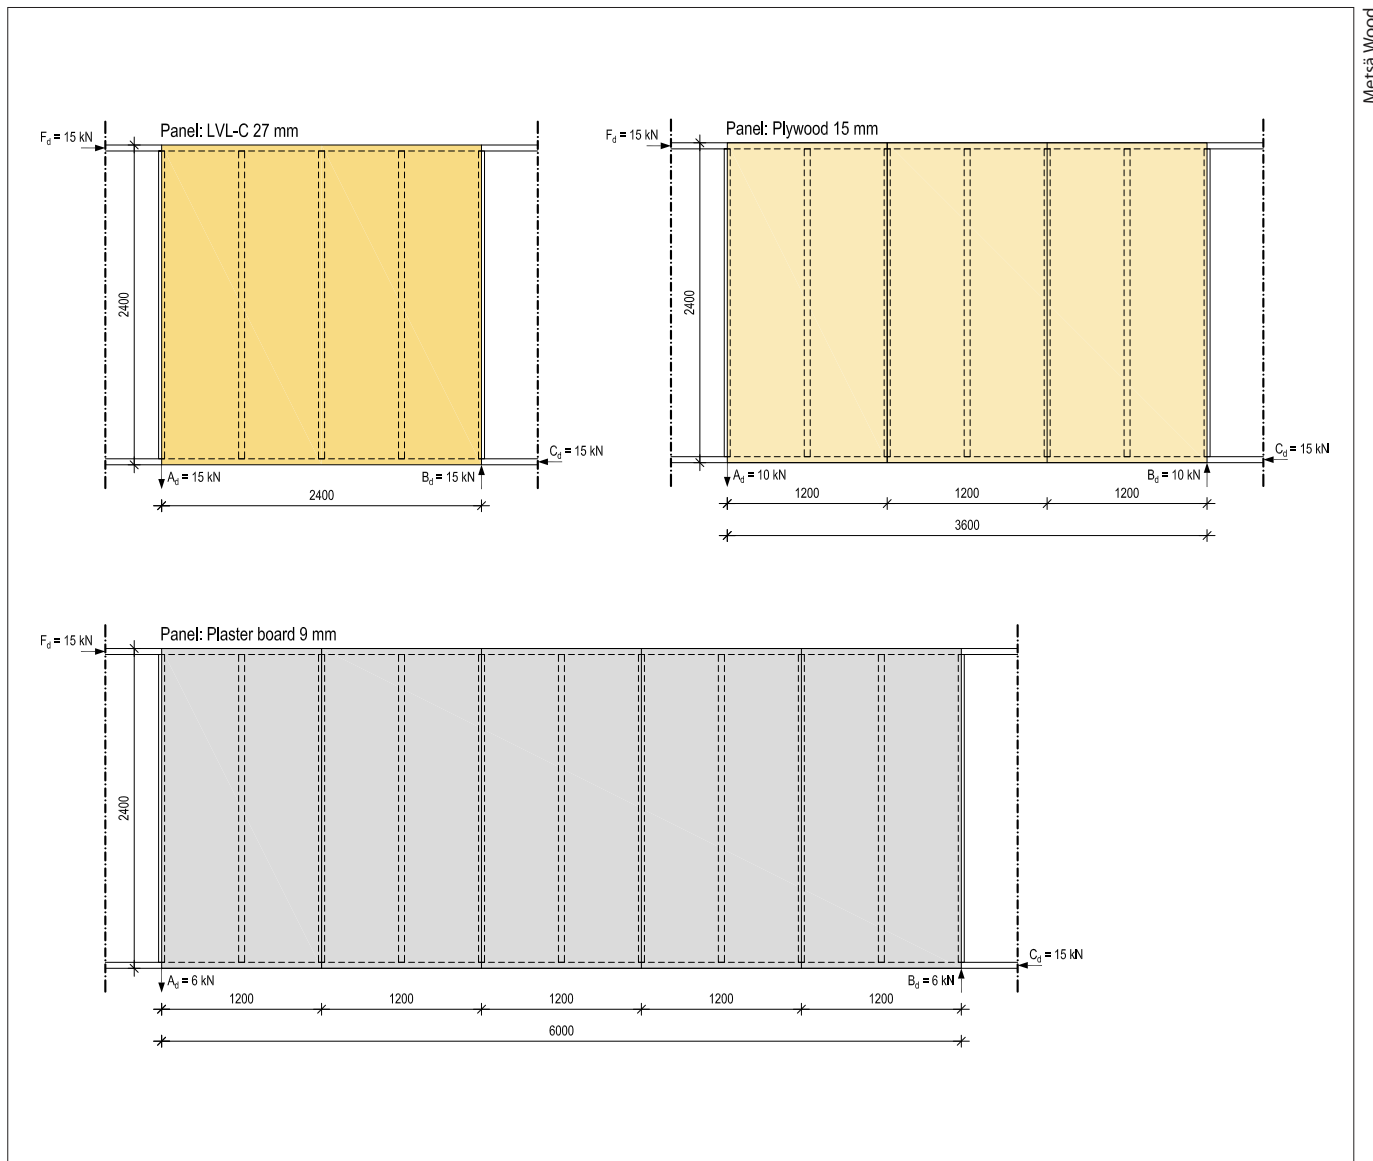 Metsä Wood
Panel: LVL-C 27 mm
F_d = 15 kN
2400
A_d = 15 kN
B_d = 15 kN
C_d = 15 kN
2400
Panel: Plywood 15 mm
F_d = 15 kN
2400
A_d = 10 kN
B_d = 10 kN
C_d = 15 kN
1200 1200 1200
3600
Panel: Plaster board 9 mm
F_d = 15 kN
2400
A_d = 6 kN
B_d = 6 kN
C_d = 15 kN
1200 1200 1200 1200 1200
6000